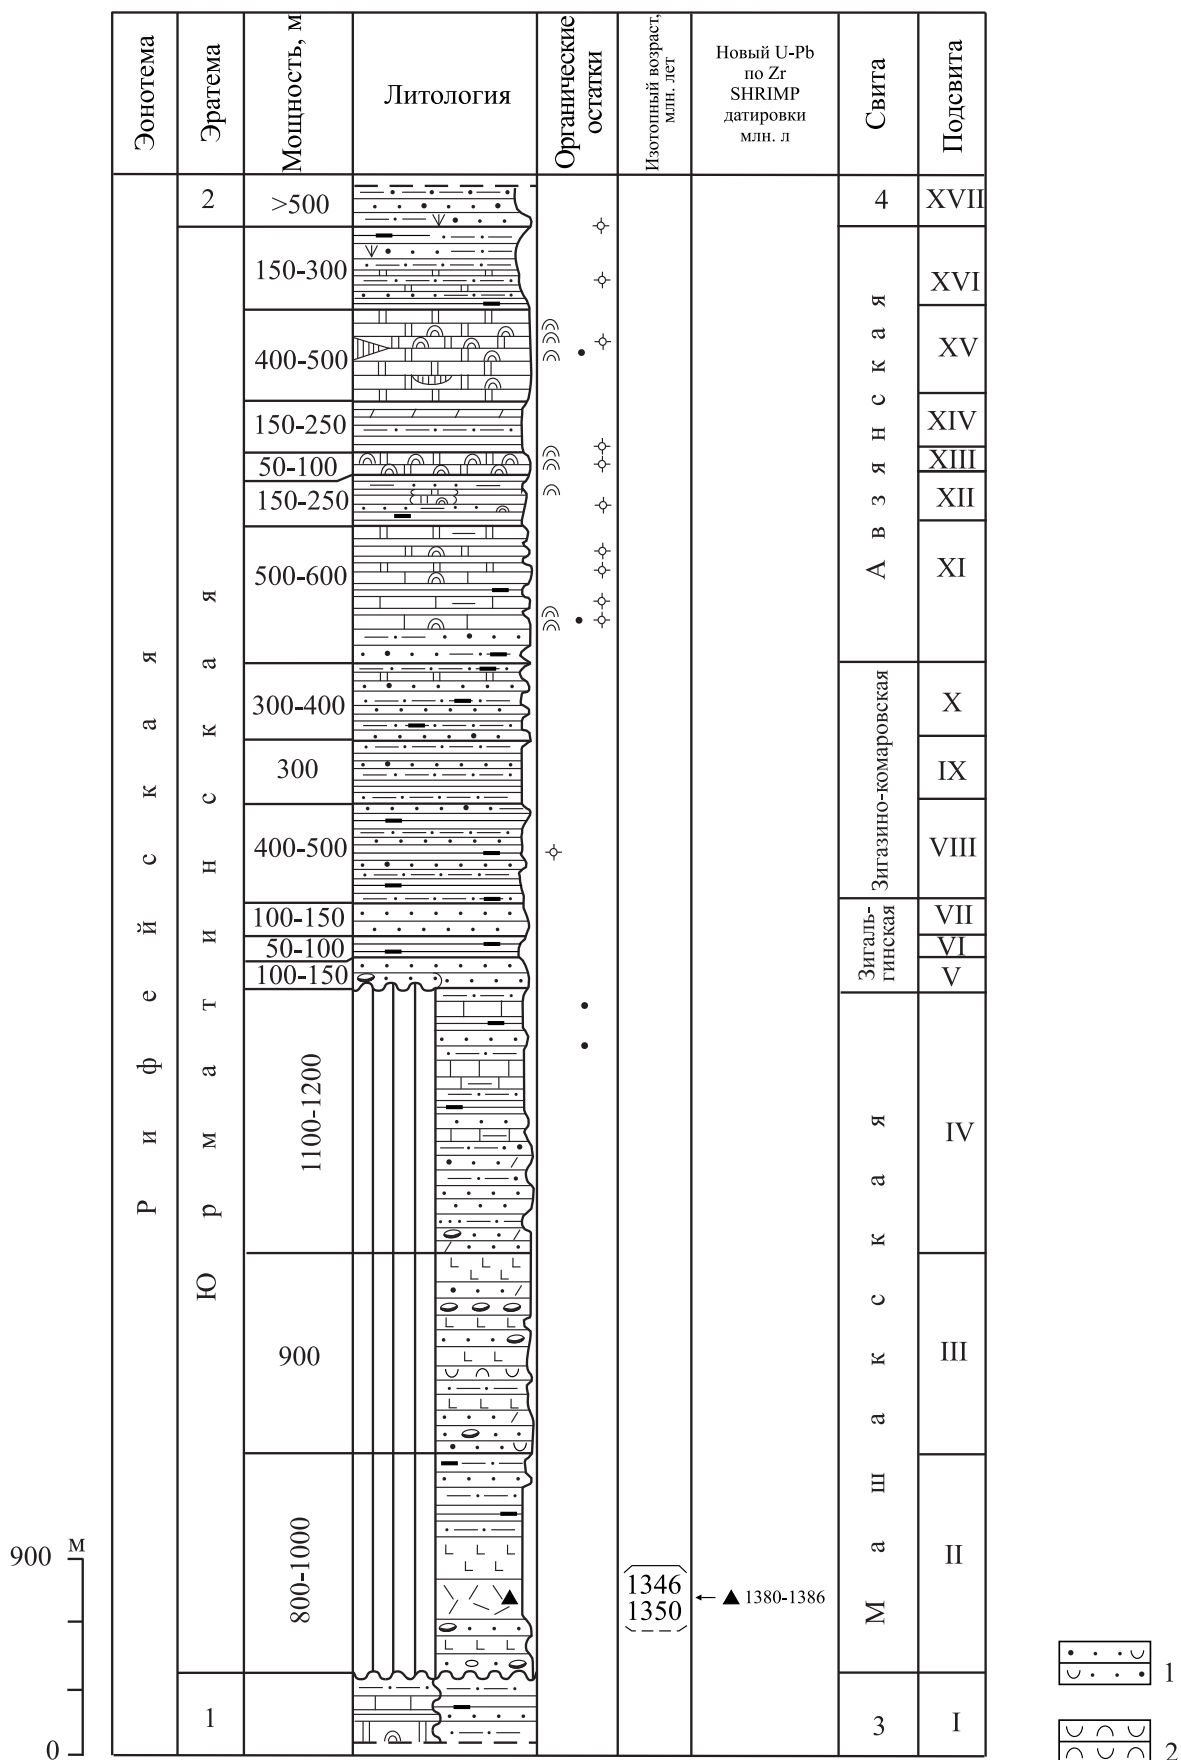 Эонотема
Эратема
Мощность, м
Литология
Органические
остатки
Изотопный возраст,
млн. лет
Новый U-Pb
по Zr
SHRIMP
датировки
млн. л
Свита
Подсвита
Рифейская
2
Юрматинская
1
>500
150-300
400-500
150-250
50-100
150-250
500-600
300-400
300
400-500
100-150
50-100
100-150
1100-1200
900
800-1000
1346
1350
1380-1386
4
Авзянская
Зигазино-комаровская
Зигаль-
гинская
Машакская
3
XVII
XVI
XV
XIV
XIII
XII
XI
X
IX
VIII
VII
VI
V
IV
III
II
I
900 м
0
1
2